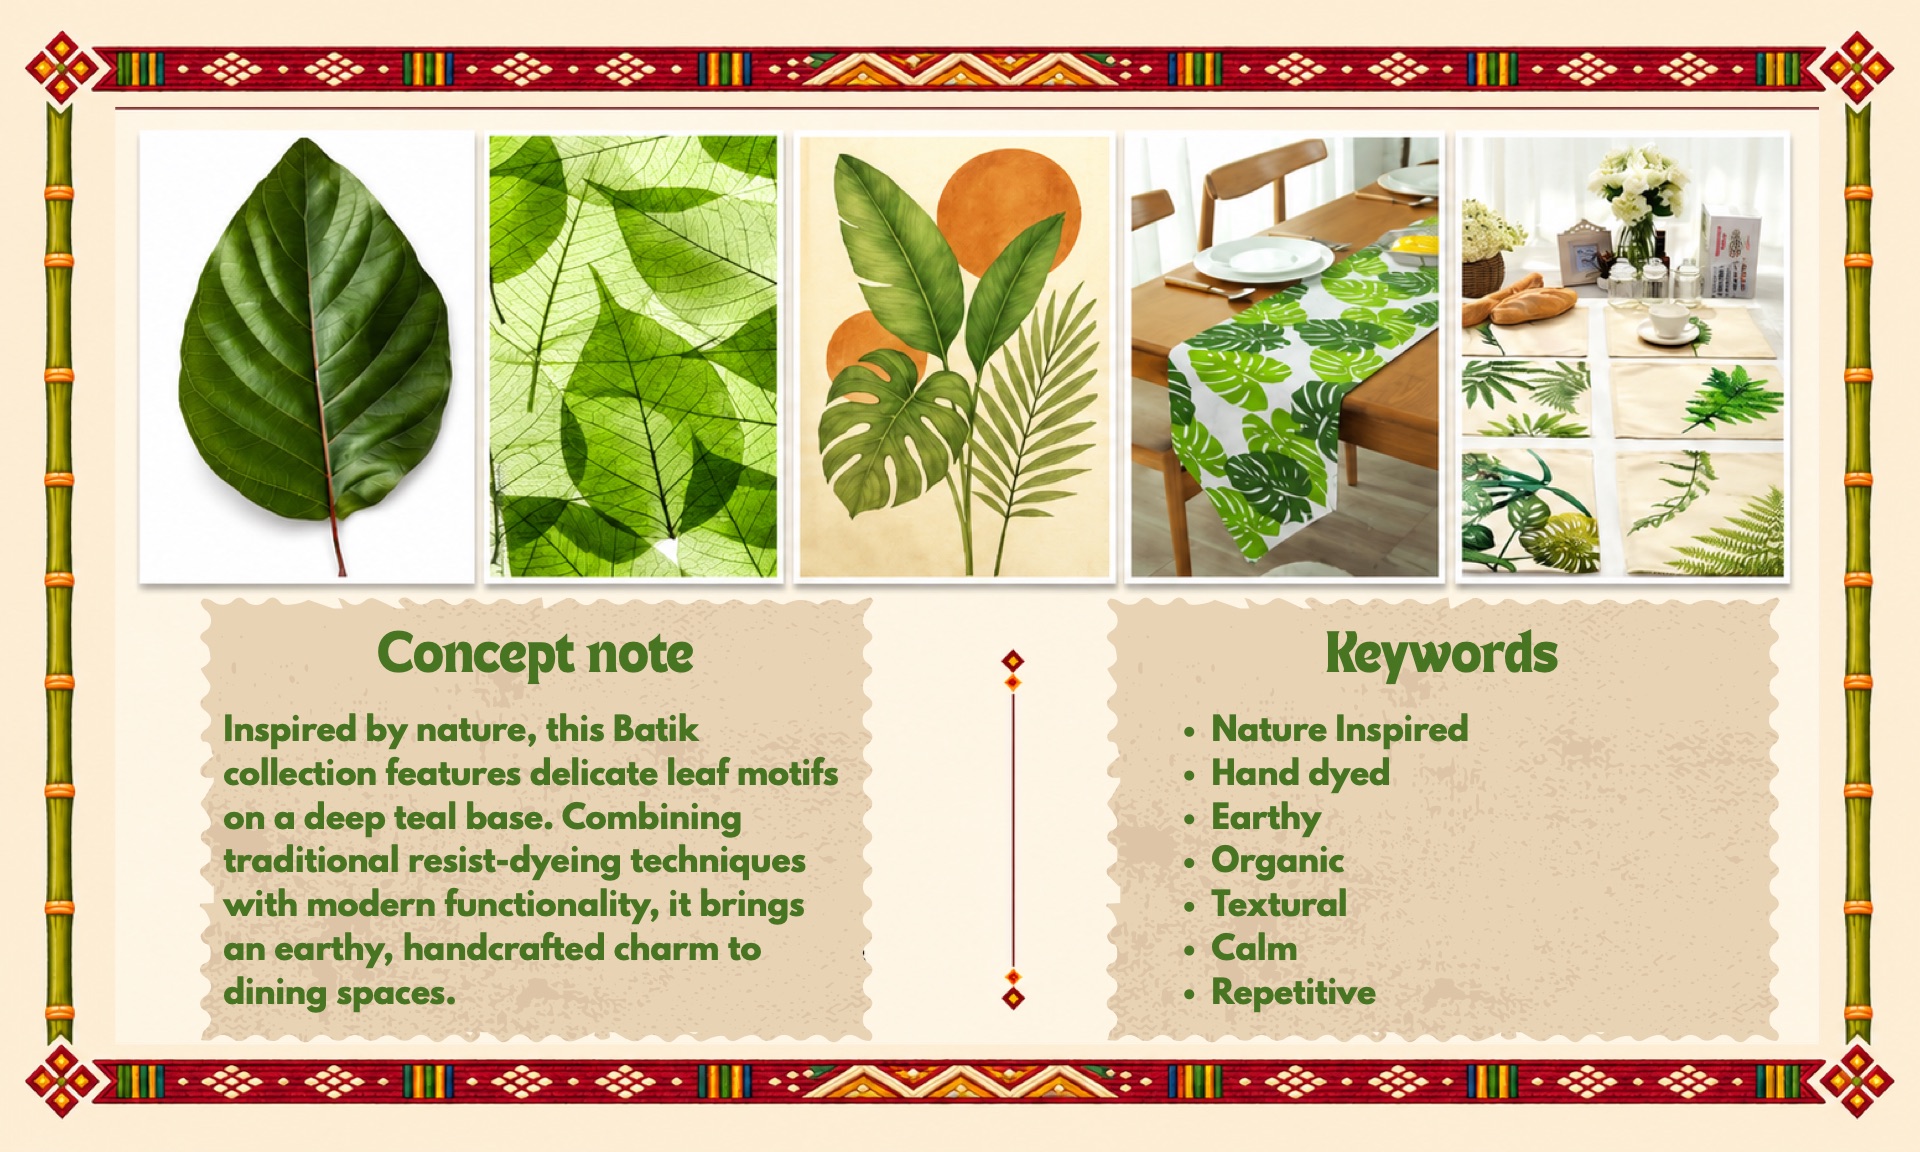 Concept note
Inspired by nature, this Batik
collection features delicate leaf motifs
on a deep teal base. Combining
traditional resist-dyeing techniques
with modern functionality, it brings
an earthy, handcrafted charm to
dining spaces.
Keywords
• Nature Inspired
• Hand dyed
• Earthy
• Organic
• Textural
• Calm
• Repetitive